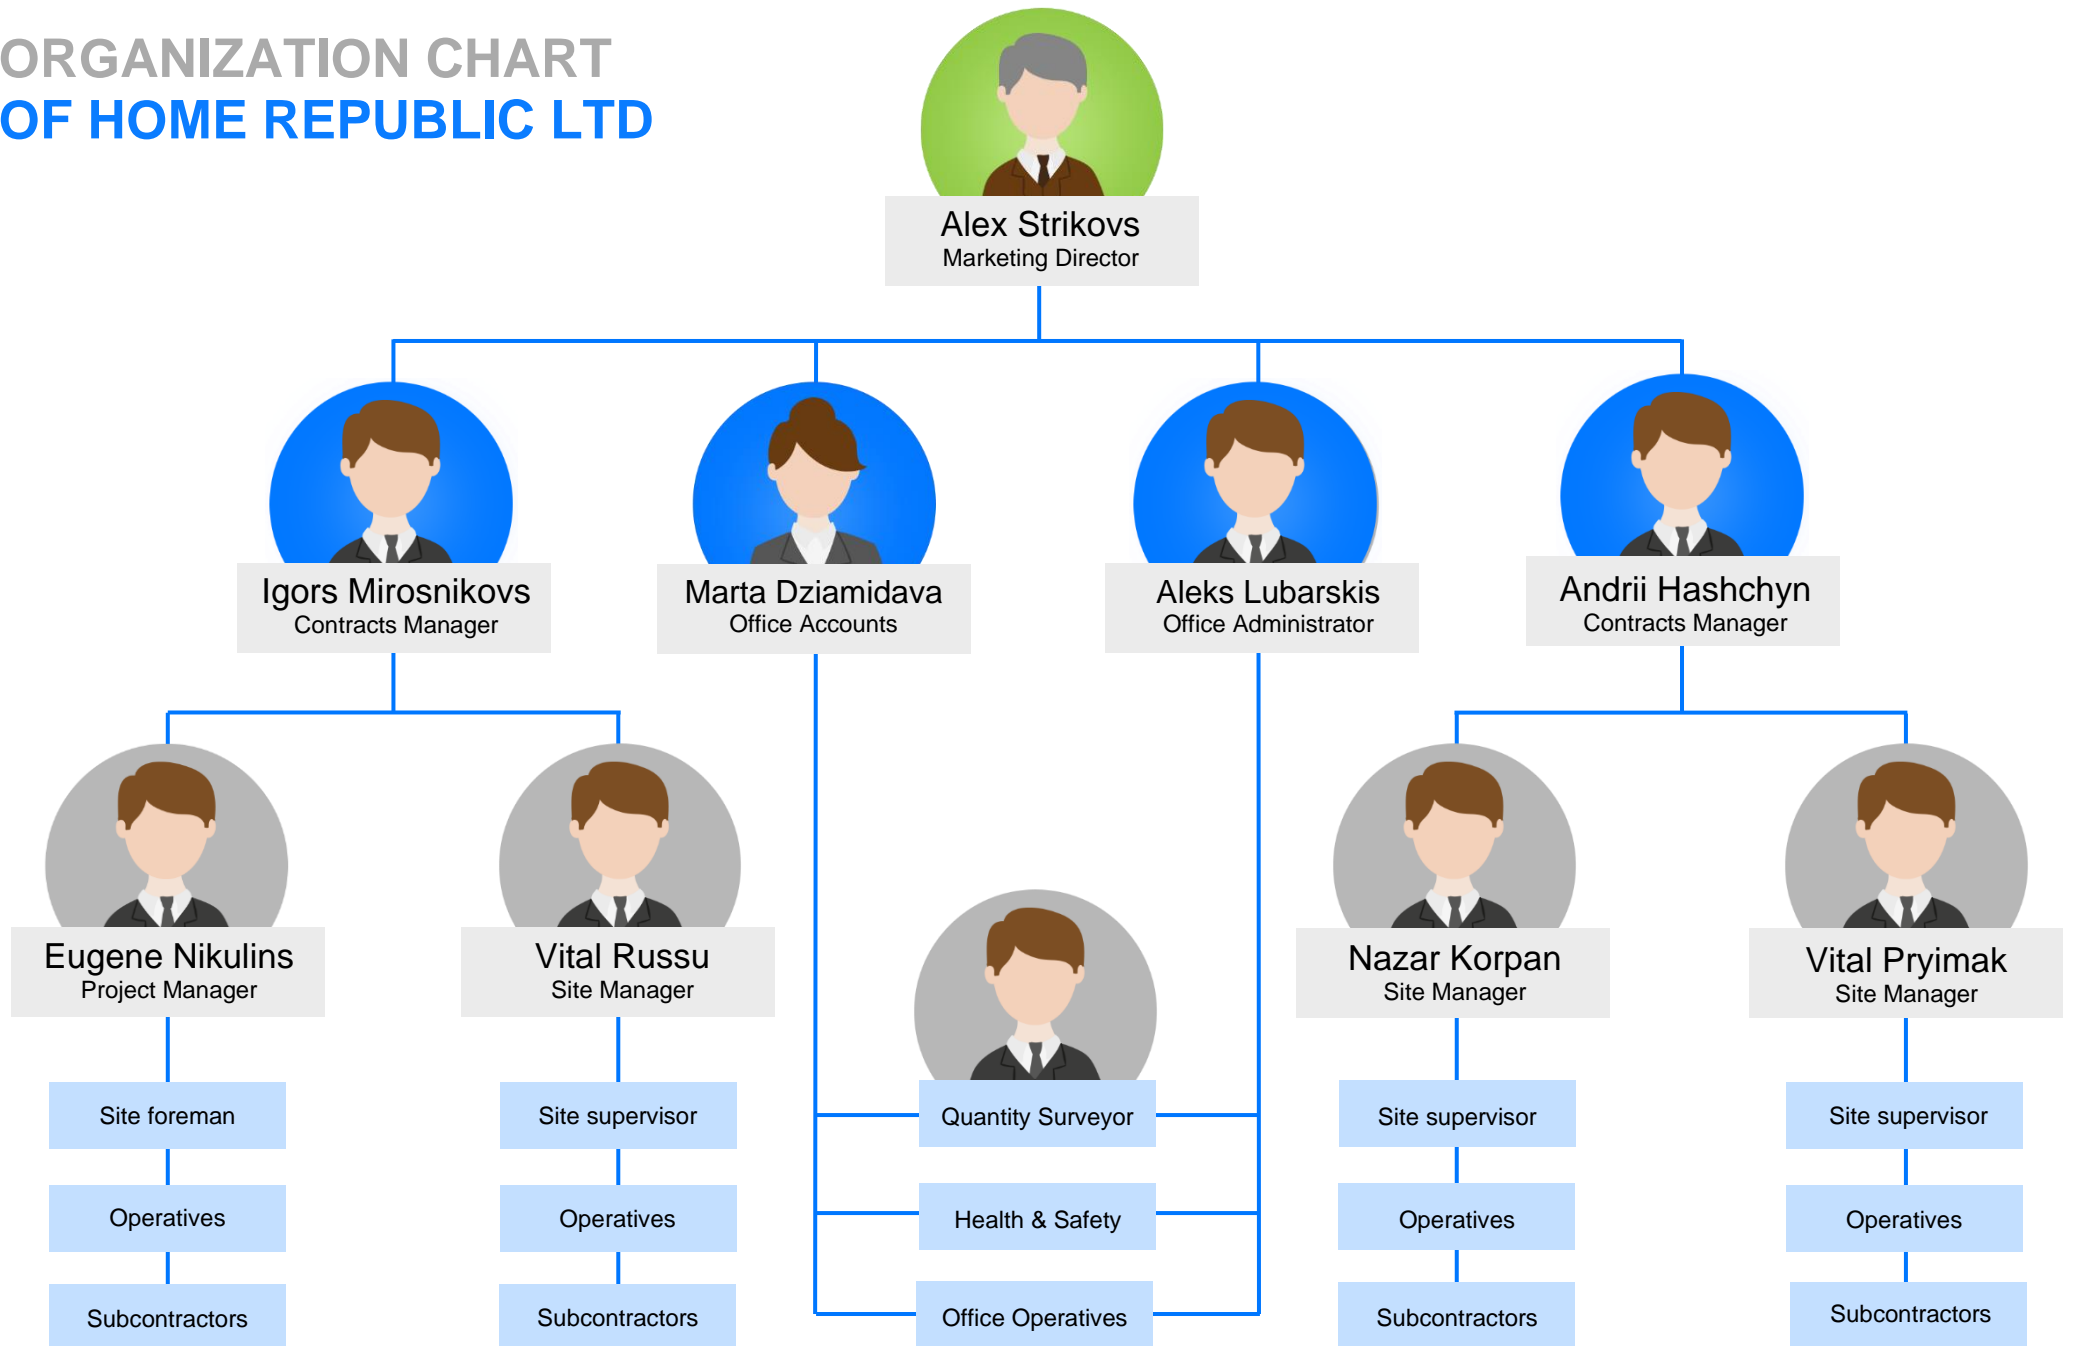 ORGANIZATION CHART
OF HOME REPUBLIC LTD
Alex Strikovs
Marketing Director
Igors Mirosnikovs
Contracts Manager
Marta Dziamidava
Office Accounts
Aleks Lubarskis
Office Administrator
Andrii Hashchyn
Contracts Manager
Eugene Nikulins
Project Manager
Vital Russu
Site Manager
Nazar Korpan
Site Manager
Vital Pryimak
Site Manager
Site foreman
Site supervisor
Quantity Surveyor
Site supervisor
Site supervisor
Operatives
Operatives
Health & Safety
Operatives
Operatives
Subcontractors
Subcontractors
Office Operatives
Subcontractors
Subcontractors